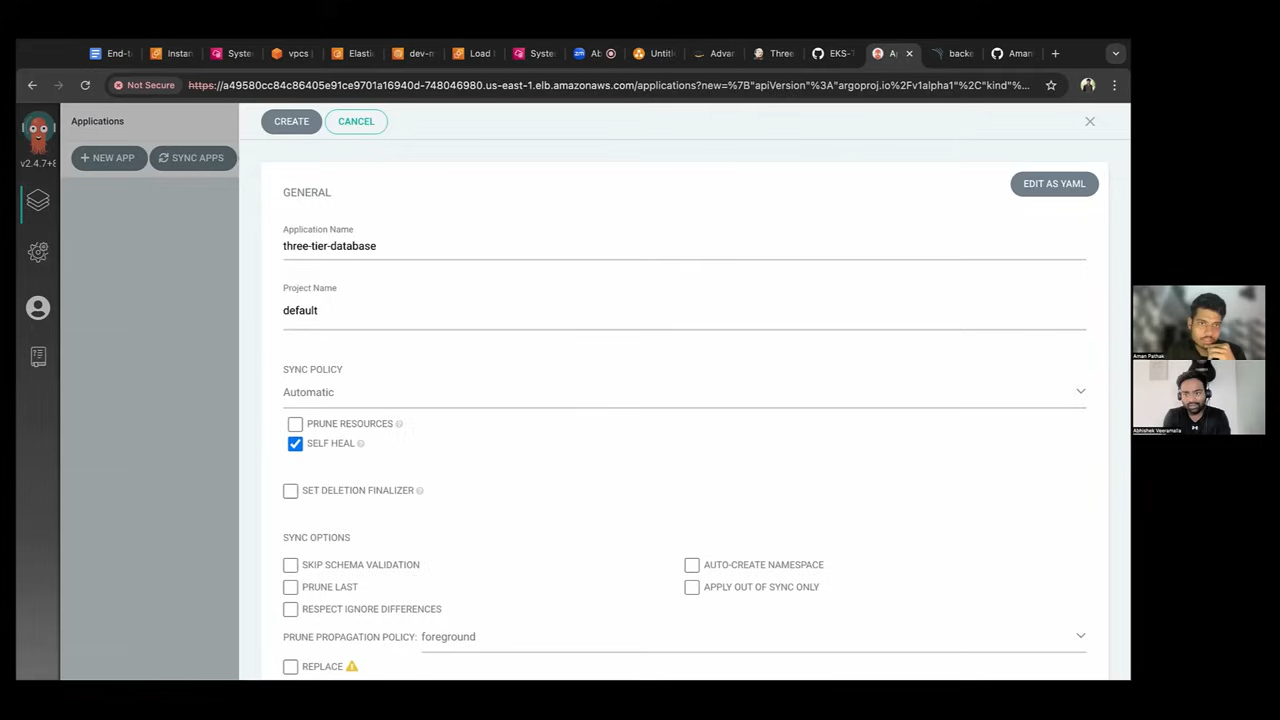 End-t
Instan
Syste
vpcs
Elasti
dev-r
Load
Syste
Ab
Untitl
Advar
Three
EKS-
A
backe
Aman
Not Secure https://a49580cc84c86405e91ce9701a16940d-748046980.us-east-1.elb.amazonaws.com/applications?new=%7B"apiVersion"%3A"argoproj.io%2Fv1alpha1"%2C"kind"%...
v2.4.7+8
Applications
+ NEW APP
SYNC APPS
CREATE
CANCEL
GENERAL
EDIT AS YAML
Application Name
three-tier-database
Project Name
default
SYNC POLICY
Automatic
PRUNE RESOURCES
SELF HEAL
SET DELETION FINALIZER
SYNC OPTIONS
SKIP SCHEMA VALIDATION
AUTO-CREATE NAMESPACE
PRUNE LAST
APPLY OUT OF SYNC ONLY
RESPECT IGNORE DIFFERENCES
PRUNE PROPAGATION POLICY: foreground
REPLACE
Aman Pathak
Abhishek Veeramalla